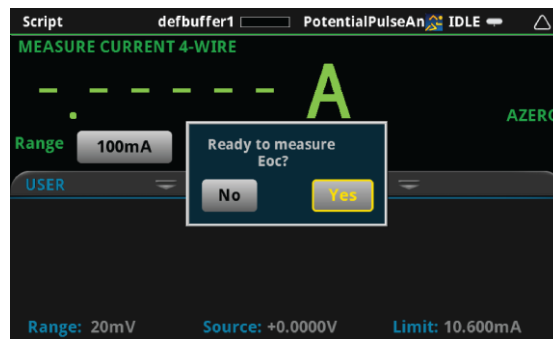 Script defbuffer1 PotentialPulseAn IDLE
MEASURE CURRENT 4-WIRE
- - - - - - A
AZERO
Range 100mA
Ready to measure
Eoc?
No Yes
USER
Range: 20mV Source: +0.0000V Limit: 10.600mA